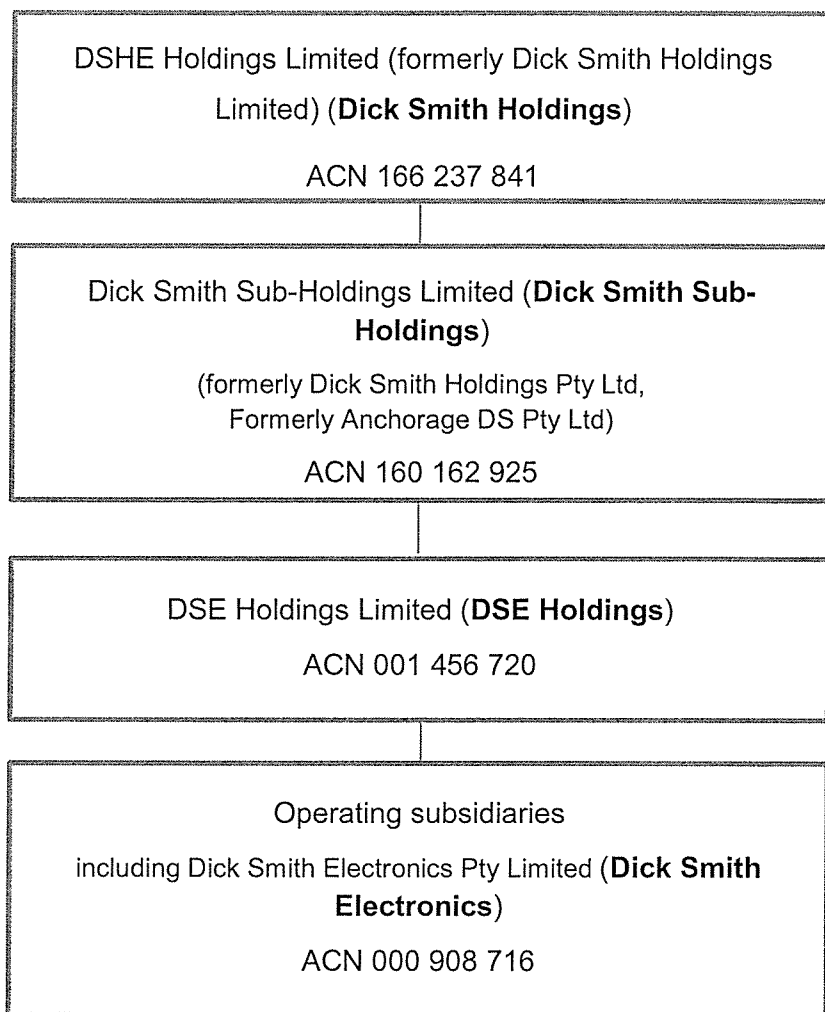 DSHE Holdings Limited (formerly Dick Smith Holdings
Limited) (Dick Smith Holdings)
ACN 166 237 841
Dick Smith Sub-Holdings Limited (Dick Smith Sub-
Holdings)
(formerly Dick Smith Holdings Pty Ltd,
Formerly Anchorage DS Pty Ltd)
ACN 160 162 925
DSE Holdings Limited (DSE Holdings)
ACN 001 456 720
Operating subsidiaries
including Dick Smith Electronics Pty Limited (Dick Smith
Electronics)
ACN 000 908 716